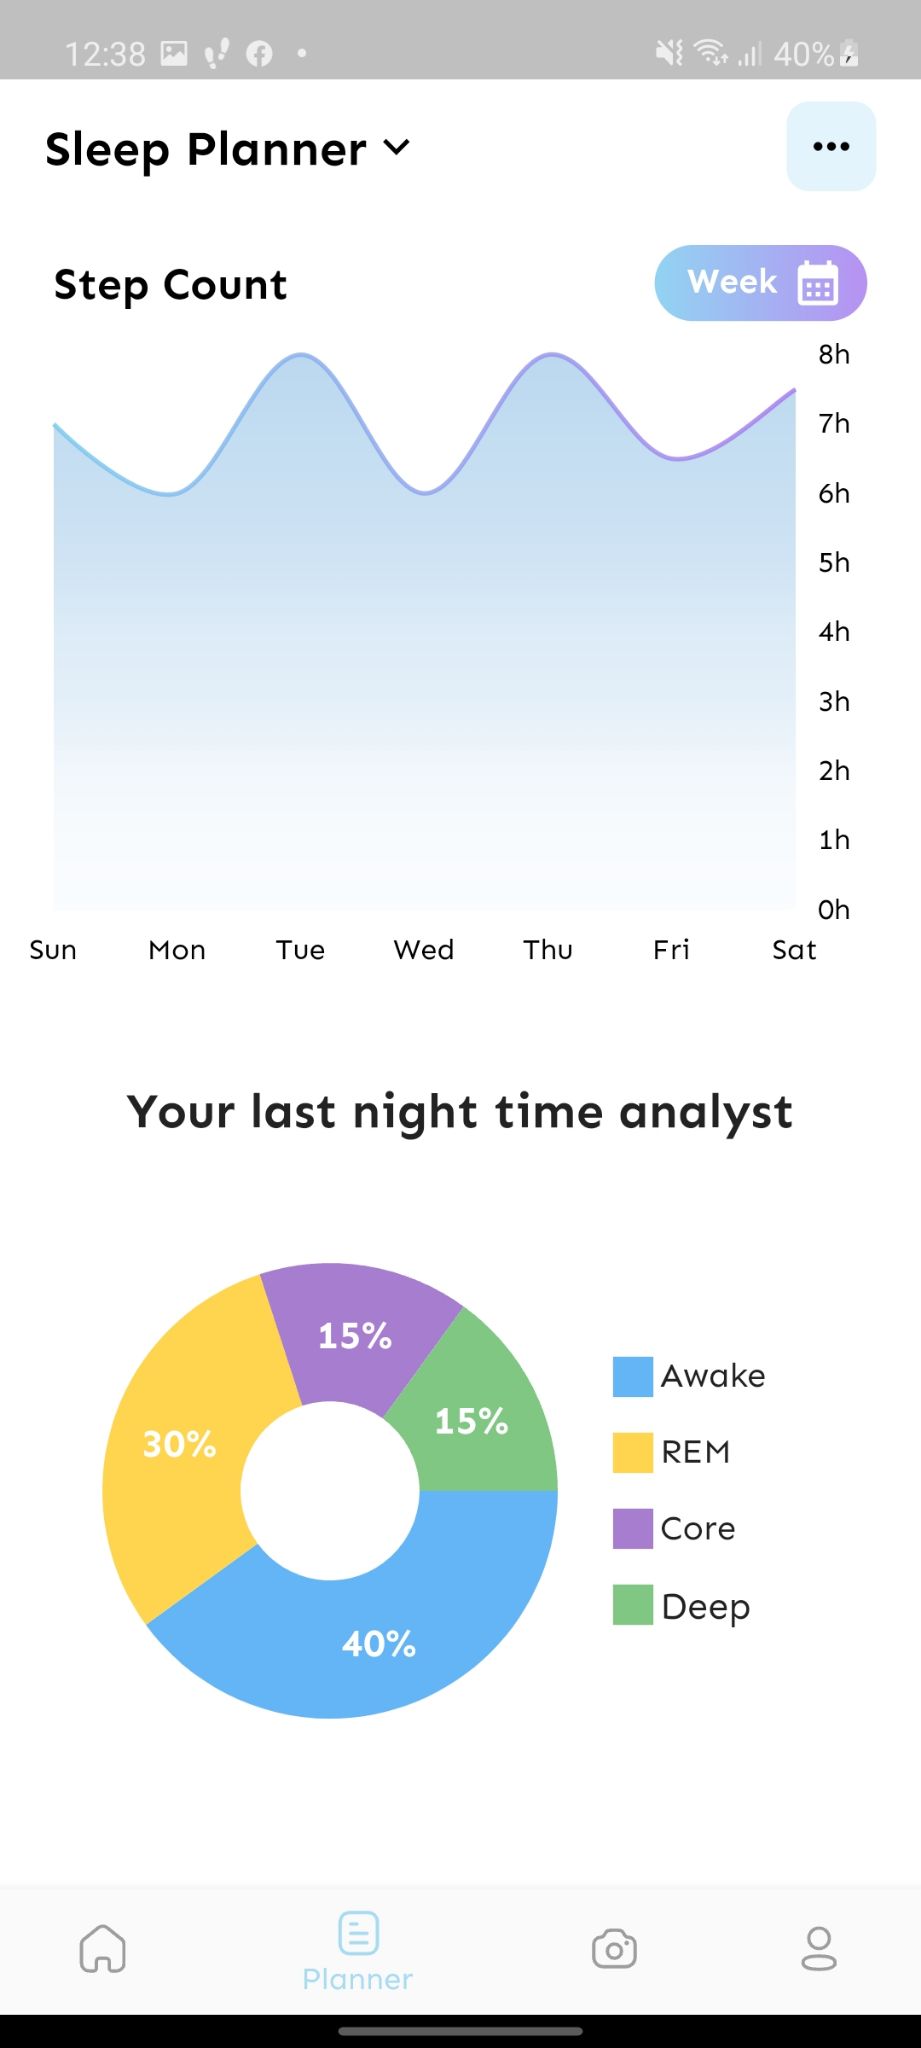 12:38
40%
Sleep Planner
Step Count
Week
8h
7h
6h
5h
4h
3h
2h
1h
0h
Sun Mon Tue Wed Thu Fri Sat
Your last night time analyst
15%
15%
30%
40%
Awake
REM
Core
Deep
Planner